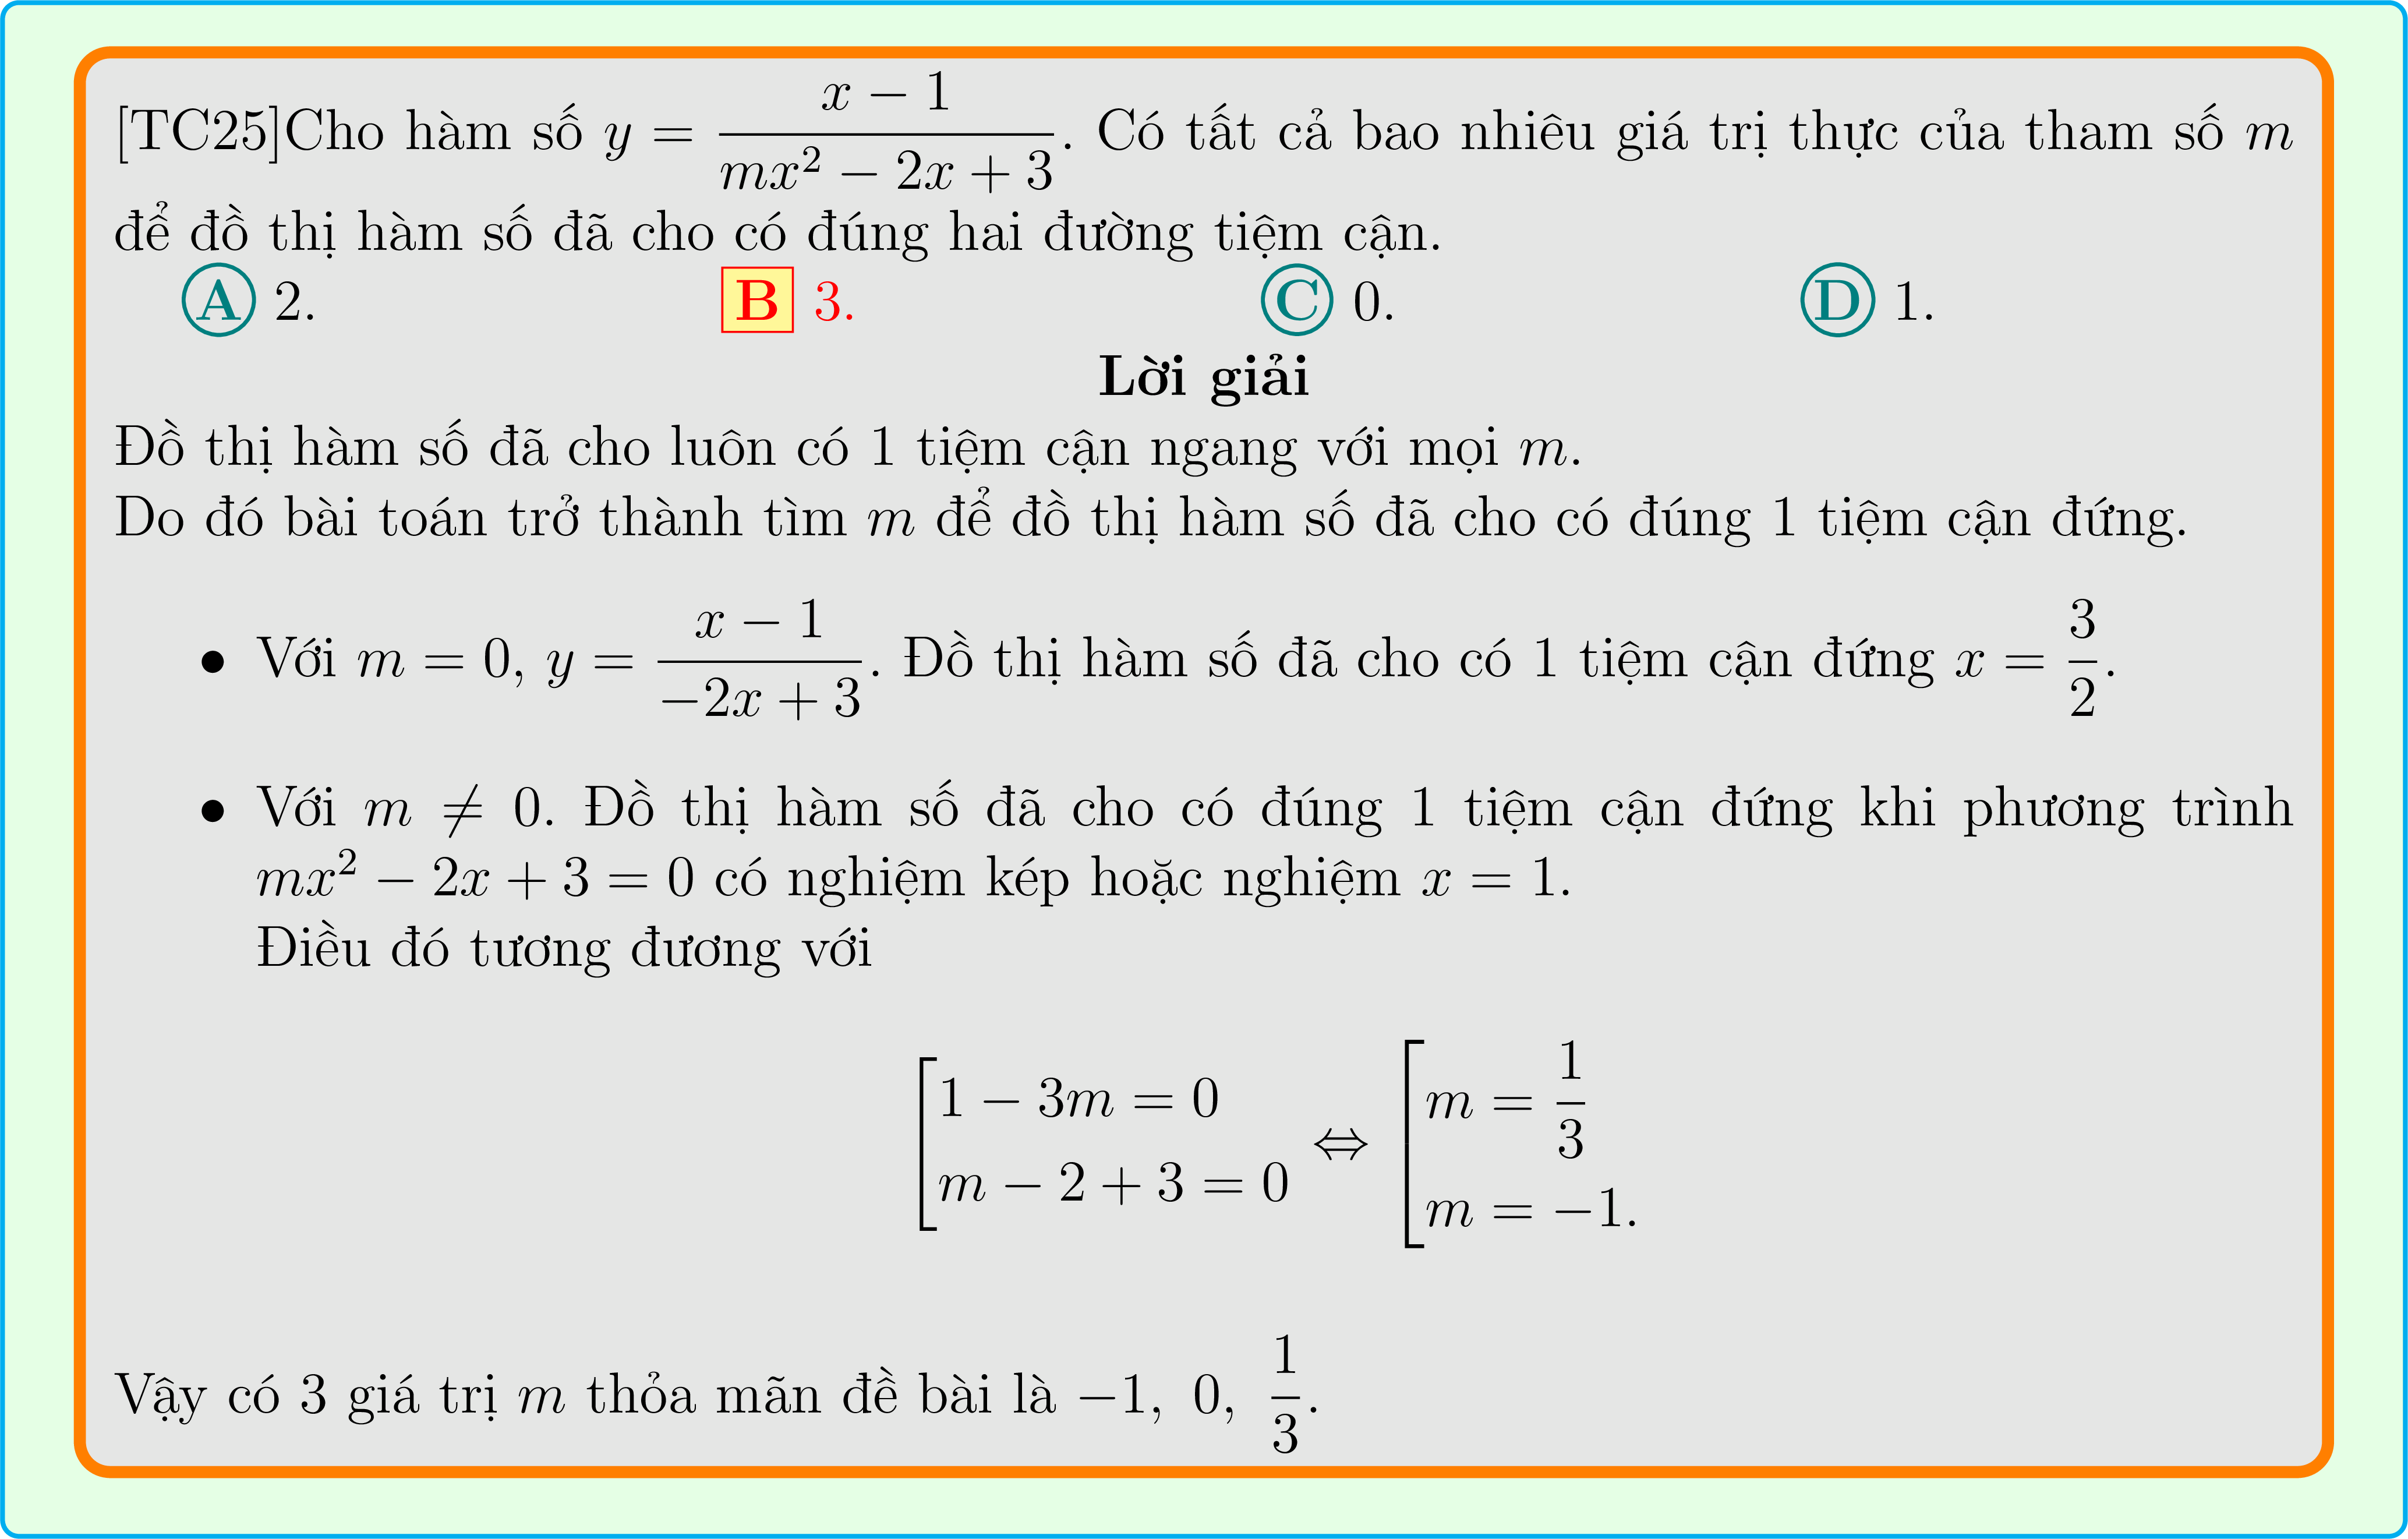 [TC25]Cho hàm số $y = \dfrac{x-1}{mx^2-2x+3}$. Có tất cả bao nhiêu giá trị thực của tham số $m$
để đồ thị hàm số đã cho có đúng hai đường tiệm cận.
A 2. B 3. C 0. D 1.
Lời giải
Đồ thị hàm số đã cho luôn có 1 tiệm cận ngang với mọi $m$.
Do đó bài toán trở thành tìm $m$ để đồ thị hàm số đã cho có đúng 1 tiệm cận đứng.
• Với $m = 0$, $y = \dfrac{x-1}{-2x+3}$. Đồ thị hàm số đã cho có 1 tiệm cận đứng $x = \dfrac{3}{2}$.
• Với $m \neq 0$. Đồ thị hàm số đã cho có đúng 1 tiệm cận đứng khi phương trình
$mx^2 - 2x + 3 = 0$ có nghiệm kép hoặc nghiệm $x = 1$.
Điều đó tương đương với
$\left[\begin{array}{l} 1 - 3m = 0 \\ m - 2 + 3 = 0 \end{array}\right. \Leftrightarrow \left[\begin{array}{l} m = \dfrac{1}{3} \\ m = -1. \end{array}\right.$
Vậy có 3 giá trị $m$ thỏa mãn đề bài là $-1,\ 0,\ \dfrac{1}{3}$.